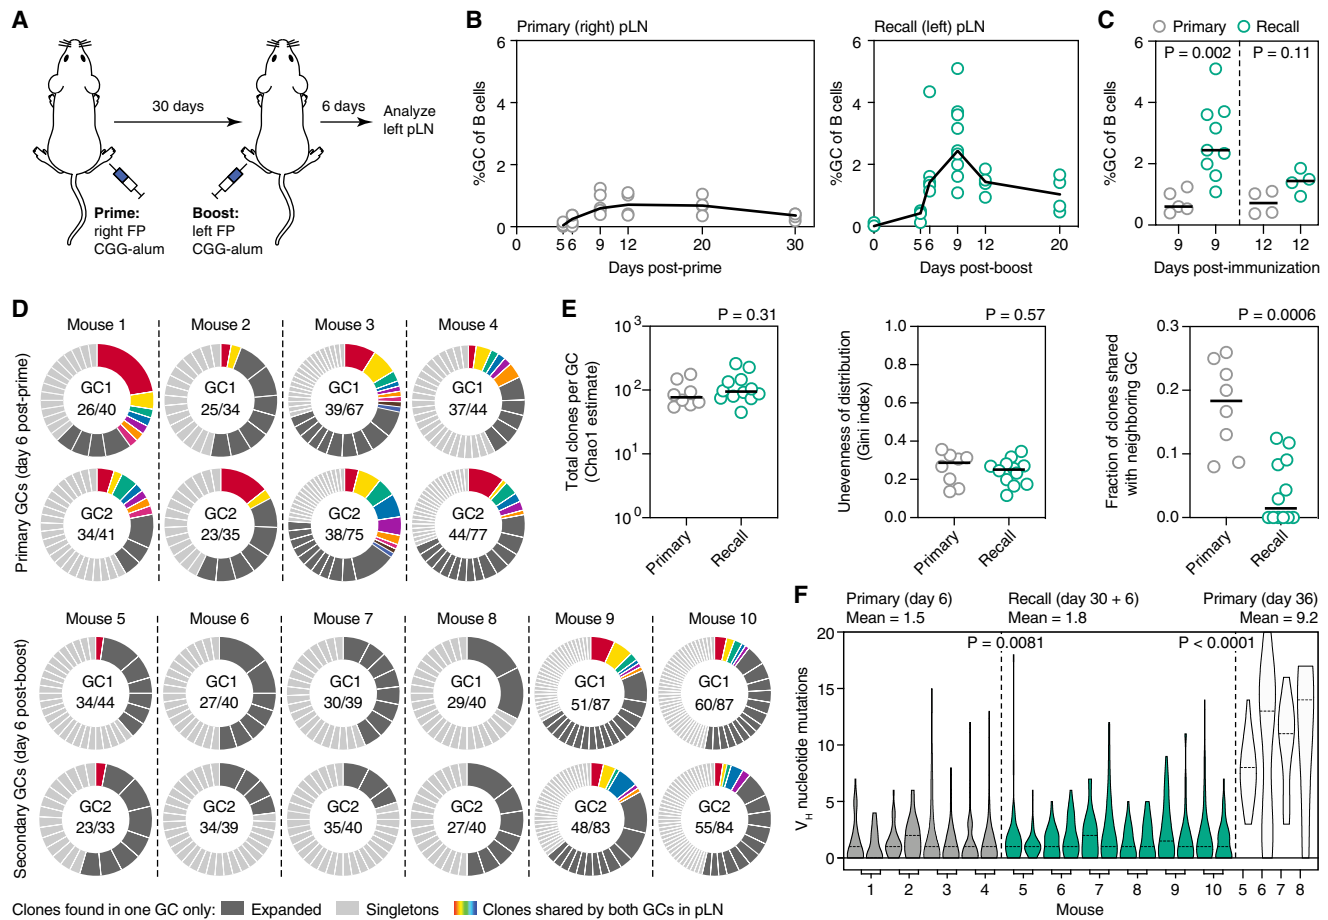 A
30 days
6 days
Analyze
left pLN
Prime:
right FP
CGG-alum
Boost:
left FP
CGG-alum
B
Primary (right) pLN
%GC of B cells
6
4
2
0
0
5
6
9
12
20
30
Days post-prime
Recall (left) pLN
%GC of B cells
6
4
2
0
0
5
6
9
12
20
Days post-boost
C
Primary
Recall
%GC of B cells
6
4
2
0
P = 0.002
P = 0.11
9
9
12
12
Days post-immunization
D
Primary GCs (day 6 post-prime)
Mouse 1
Mouse 2
Mouse 3
Mouse 4
GC1
26/40
GC1
25/34
GC1
39/67
GC1
37/44
GC2
34/41
GC2
23/35
GC2
38/75
GC2
44/77
Secondary GCs (day 6 post-boost)
Mouse 5
Mouse 6
Mouse 7
Mouse 8
Mouse 9
Mouse 10
GC1
34/44
GC1
27/40
GC1
30/39
GC1
29/40
GC1
51/87
GC1
60/87
GC2
23/33
GC2
34/39
GC2
35/40
GC2
27/40
GC2
48/83
GC2
55/84
Clones found in one GC only:
Expanded
Singletons
Clones shared by both GCs in pLN
E
P = 0.31
Total clones per GC
(Chao1 estimate)
10³
10²
10¹
10⁰
Primary
Recall
P = 0.57
Unevenness of distribution
(Gini index)
1.0
0.8
0.6
0.4
0.2
0.0
Primary
Recall
P = 0.0006
Fraction of clones shared
with neighboring GC
0.3
0.2
0.1
0.0
Primary
Recall
F
Primary (day 6)
Mean = 1.5
Recall (day 30 + 6)
Mean = 1.8
Primary (day 36)
Mean = 9.2
P = 0.0081
P < 0.0001
VH nucleotide mutations
20
15
10
5
0
1
2
3
4
5
6
7
8
9
10
5
6
7
8
Mouse